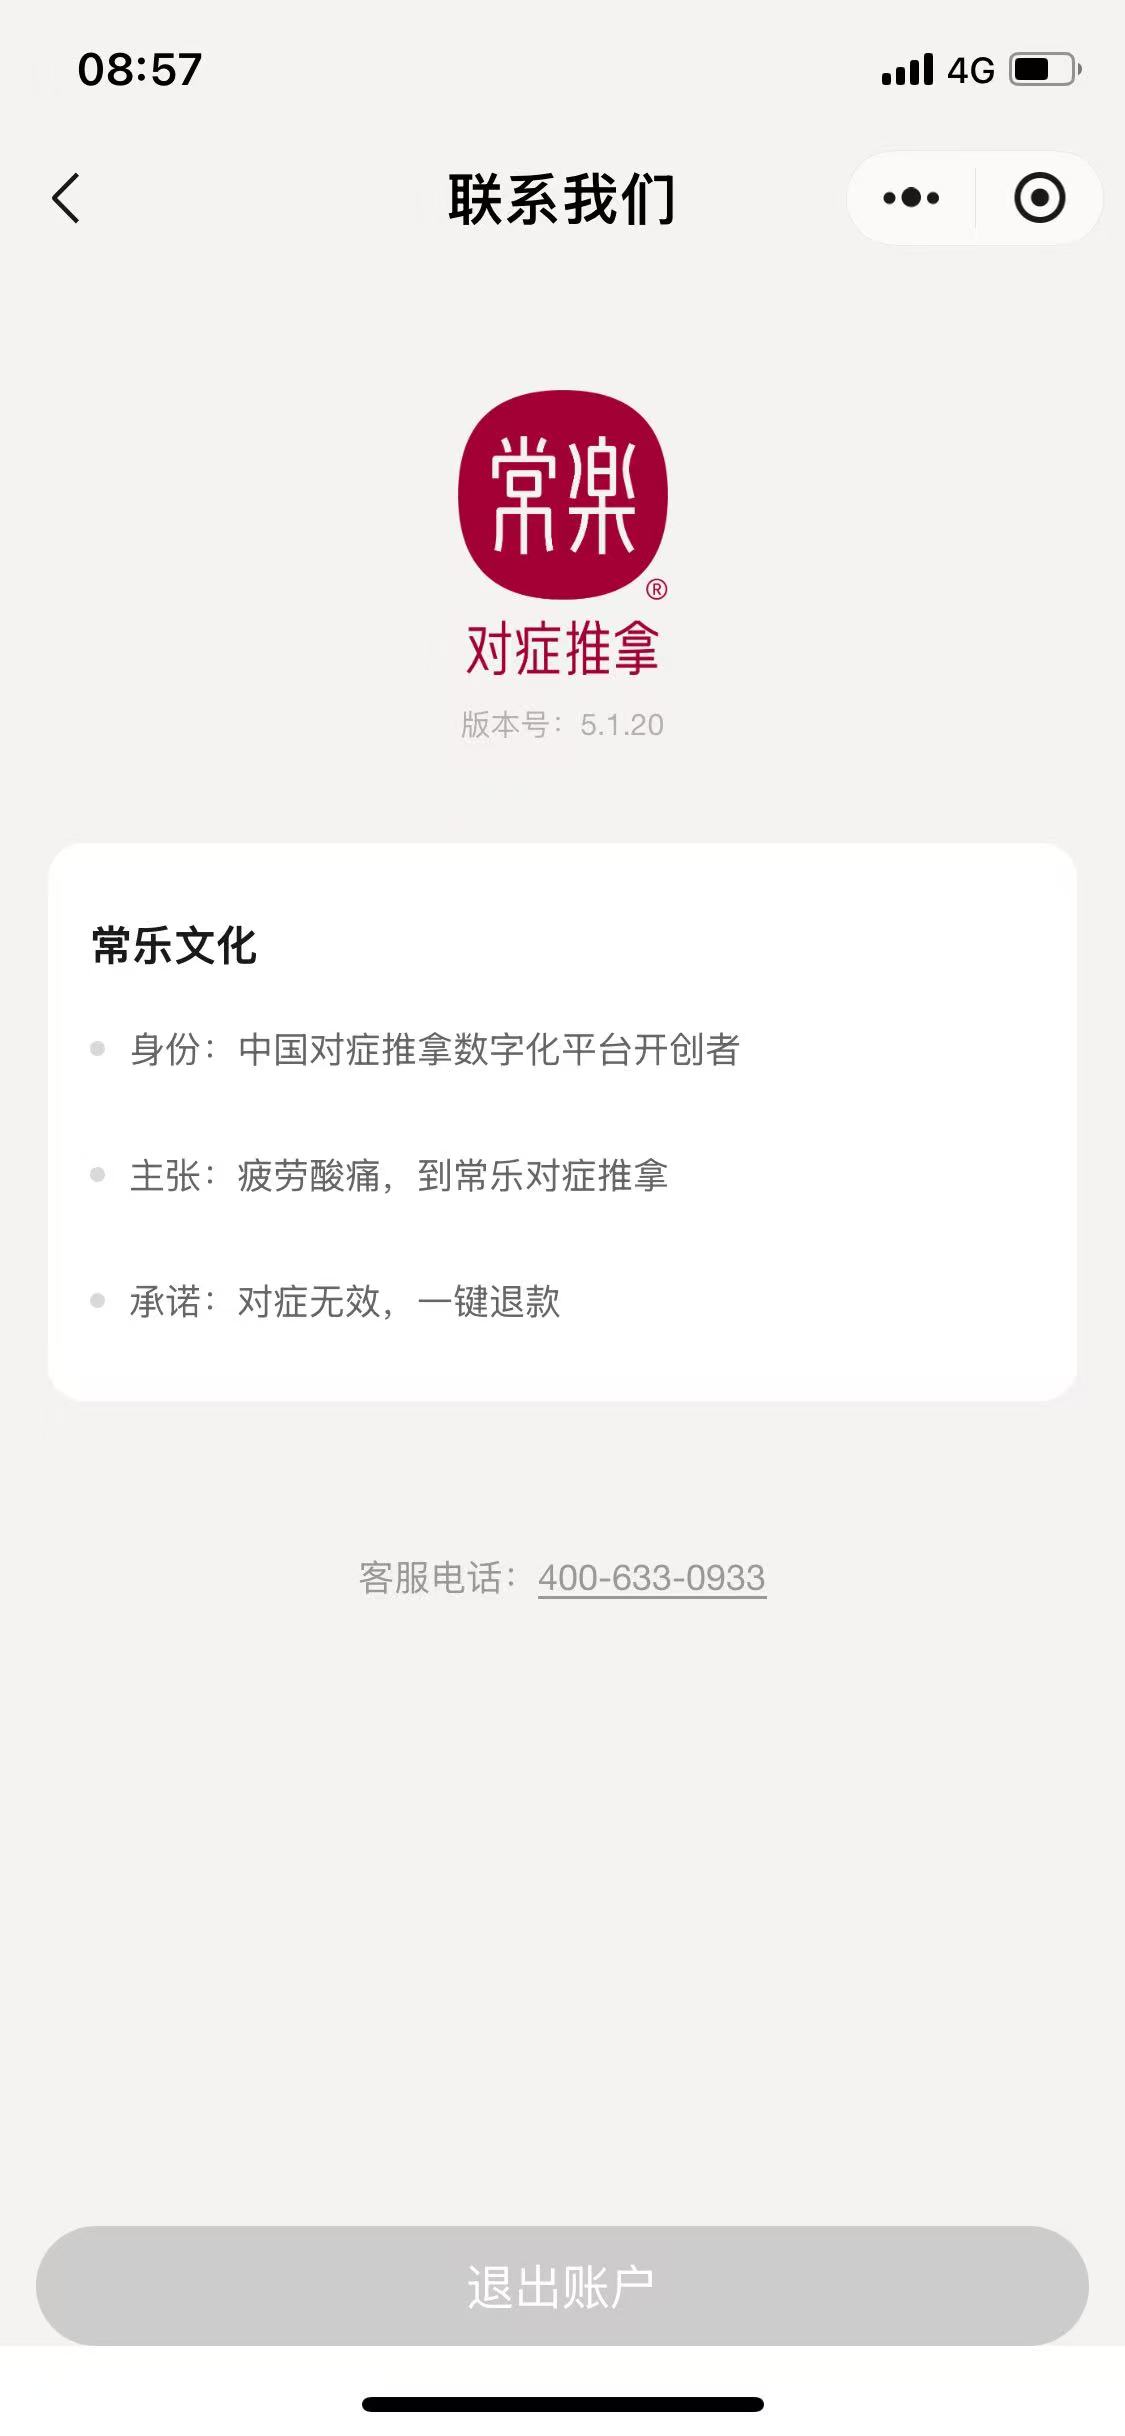 08:57
4G
联系我们
常楽
®
对症推拿
版本号：5.1.20
常乐文化
身份：中国对症推拿数字化平台开创者
主张：疲劳酸痛，到常乐对症推拿
承诺：对症无效，一键退款
客服电话：400-633-0933
退出账户